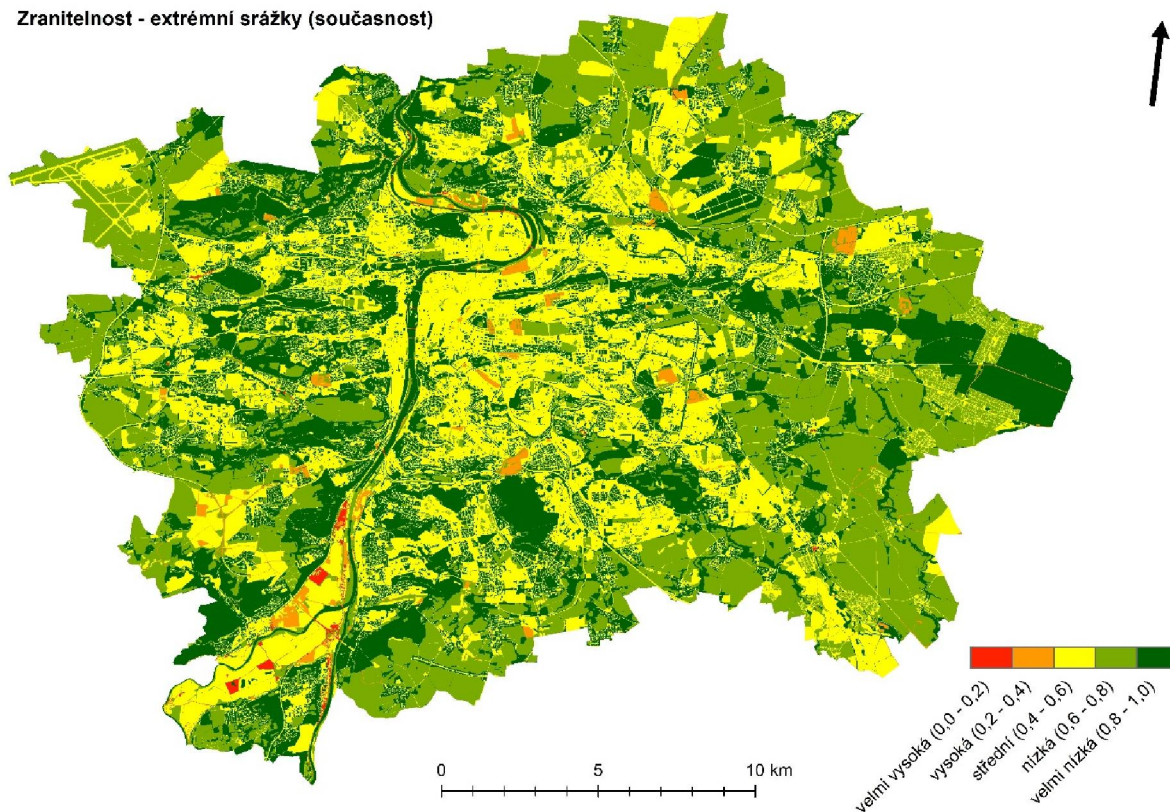 Zranitelnost - extrémní srážky (současnost)
velmi vysoká (0,0 - 0,2)
vysoká (0,2 - 0,4)
střední (0,4 - 0,6)
nízká (0,6 - 0,8)
velmi nízká (0,8 - 1,0)
0 5 10 km